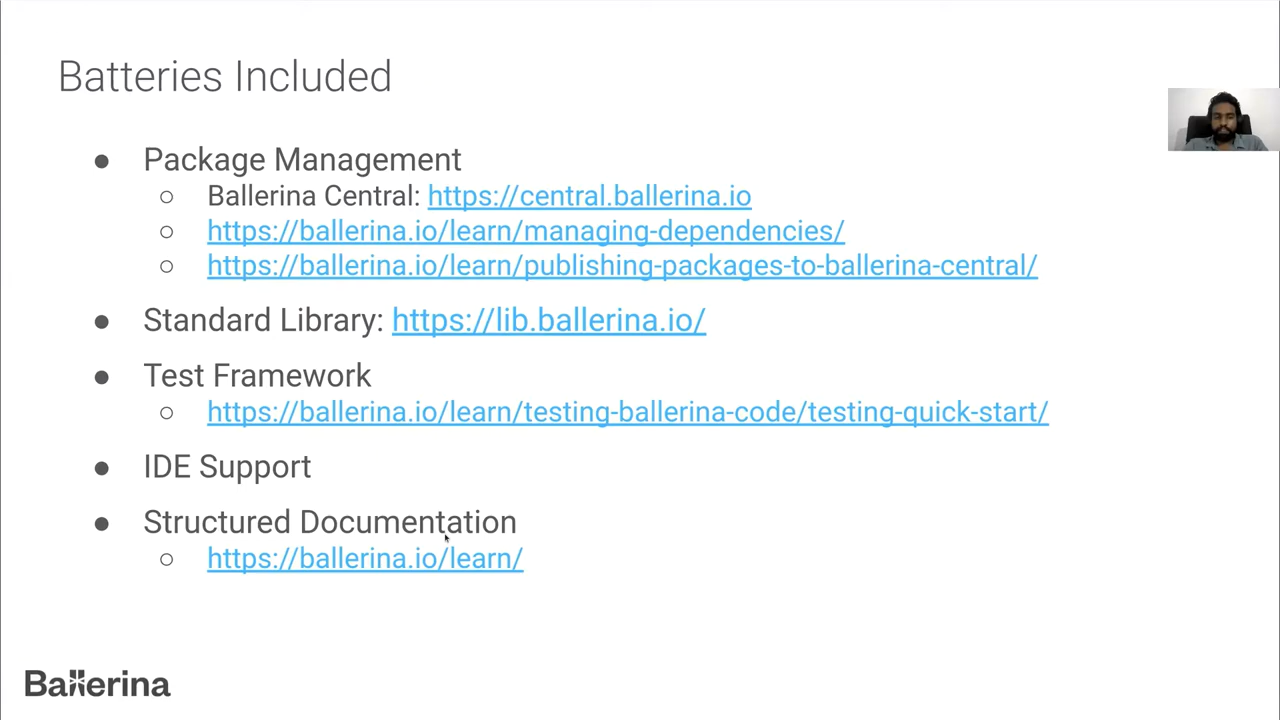 Batteries Included
● Package Management
○ Ballerina Central: https://central.ballerina.io
○ https://ballerina.io/learn/managing-dependencies/
○ https://ballerina.io/learn/publishing-packages-to-ballerina-central/
● Standard Library: https://lib.ballerina.io/
● Test Framework
○ https://ballerina.io/learn/testing-ballerina-code/testing-quick-start/
● IDE Support
● Structured Documentation
○ https://ballerina.io/learn/
Ballerina